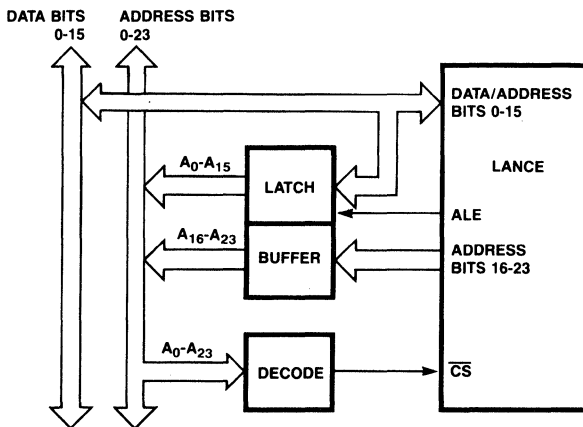 DATA BITS
0-15
ADDRESS BITS
0-23
DATA/ADDRESS
BITS 0-15
LANCE
A0-A15
LATCH
ALE
A16-A23
BUFFER
ADDRESS
BITS 16-23
A0-A23
DECODE
C̅S̅